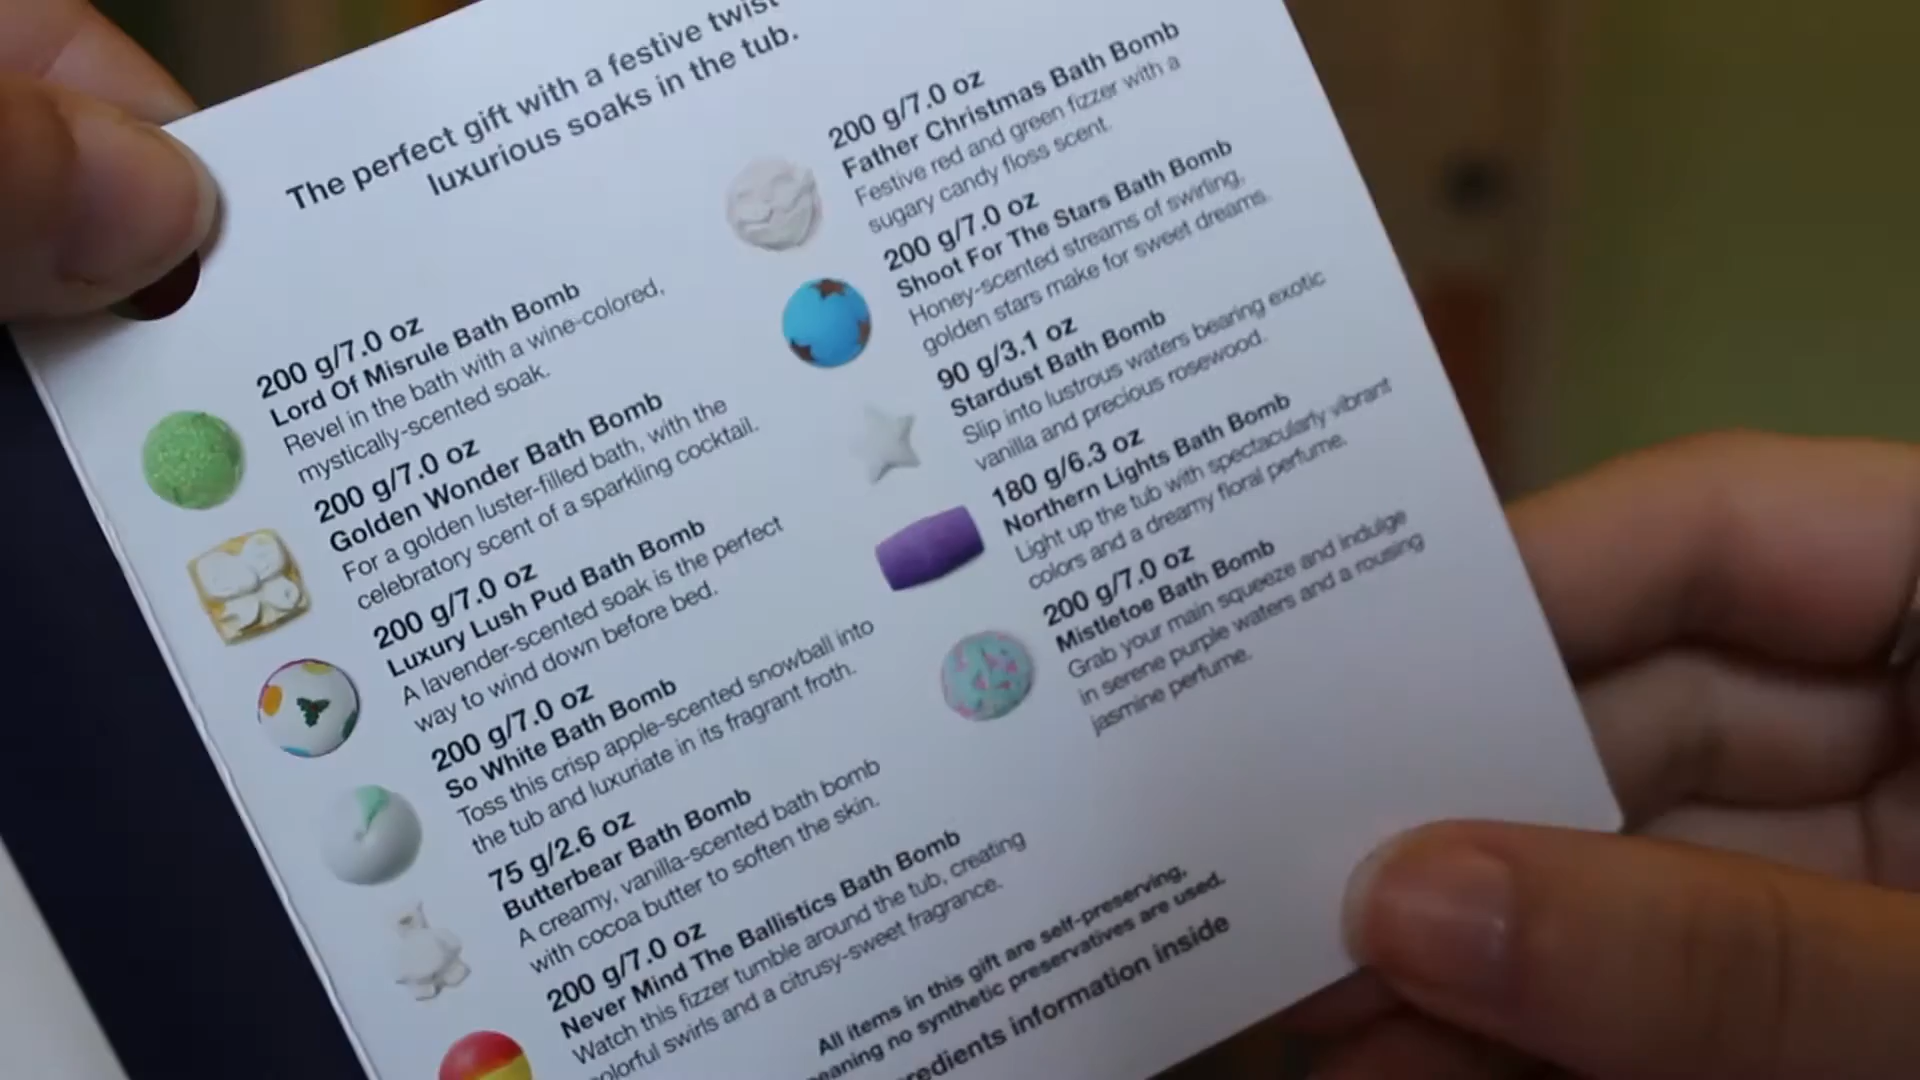 The perfect gift with a festive twist
luxurious soaks in the tub.
200 g/7.0 oz
Lord Of Misrule Bath Bomb
Revel in the bath with a wine-colored,
mystically-scented soak.
200 g/7.0 oz
Golden Wonder Bath Bomb
For a golden luster-filled bath, with the
celebratory scent of a sparkling cocktail.
200 g/7.0 oz
Luxury Lush Pud Bath Bomb
A lavender-scented soak is the perfect
way to wind down before bed.
200 g/7.0 oz
So White Bath Bomb
Toss this crisp apple-scented snowball into
the tub and luxuriate in its fragrant froth.
75 g/2.6 oz
Butterbear Bath Bomb
A creamy, vanilla-scented bath bomb
with cocoa butter to soften the skin.
200 g/7.0 oz
Never Mind The Ballistics Bath Bomb
Watch this fizzer tumble around the tub, creating
olorful swirls and a citrusy-sweet fragrance.
200 g/7.0 oz
Father Christmas Bath Bomb
Festive red and green fizzer with a
sugary candy floss scent.
200 g/7.0 oz
Shoot For The Stars Bath Bomb
Honey-scented streams of swirling,
golden stars make for sweet dreams.
90 g/3.1 oz
Stardust Bath Bomb
Slip into lustrous waters bearing exotic
vanilla and precious rosewood.
180 g/6.3 oz
Northern Lights Bath Bomb
Light up the tub with spectacularly vibrant
colors and a dreamy floral perfume.
200 g/7.0 oz
Mistletoe Bath Bomb
Grab your main squeeze and indulge
in serene purple waters and a rousing
jasmine perfume.
All items in this gift are self-preserving,
eaning no synthetic preservatives are used.
redients information inside